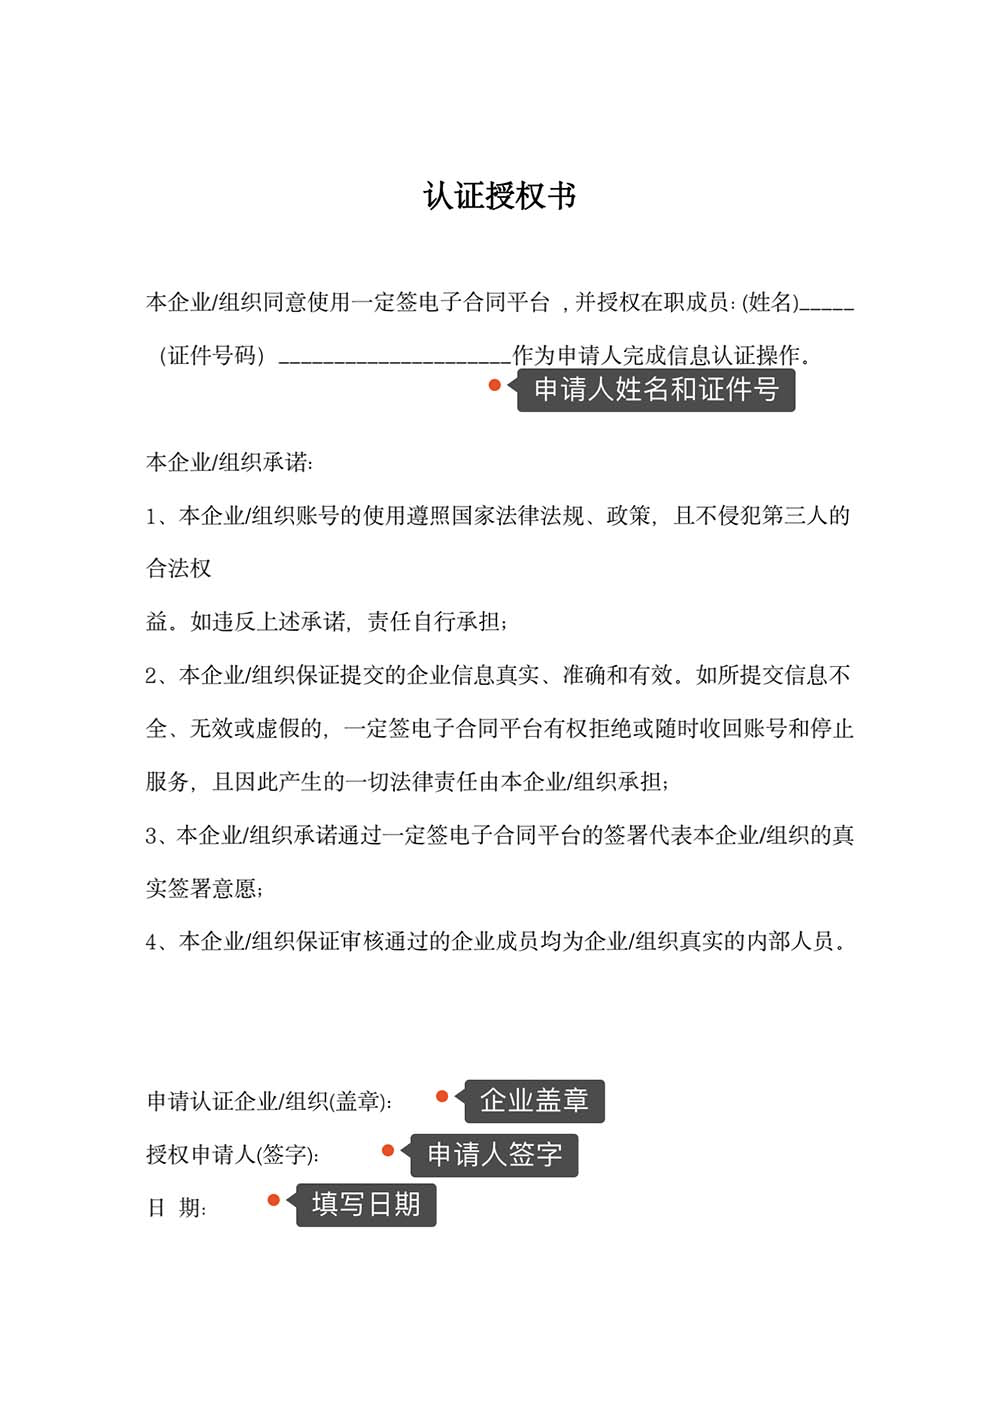 认证授权书
本企业/组织同意使用一定签电子合同平台 ,并授权在职成员: (姓名)_____
（证件号码）_____________________作为申请人完成信息认证操作。
申请人姓名和证件号
本企业/组织承诺:
1、本企业/组织账号的使用遵照国家法律法规、政策, 且不侵犯第三人的
合法权
益。如违反上述承诺, 责任自行承担;
2、本企业/组织保证提交的企业信息真实、准确和有效。如所提交信息不
全、无效或虚假的, 一定签电子合同平台有权拒绝或随时收回账号和停止
服务, 且因此产生的一切法律责任由本企业/组织承担;
3、本企业/组织承诺通过一定签电子合同平台的签署代表本企业/组织的真
实签署意愿;
4、本企业/组织保证审核通过的企业成员均为企业/组织真实的内部人员。
申请认证企业/组织(盖章): 企业盖章
授权申请人(签字): 申请人签字
日 期: 填写日期